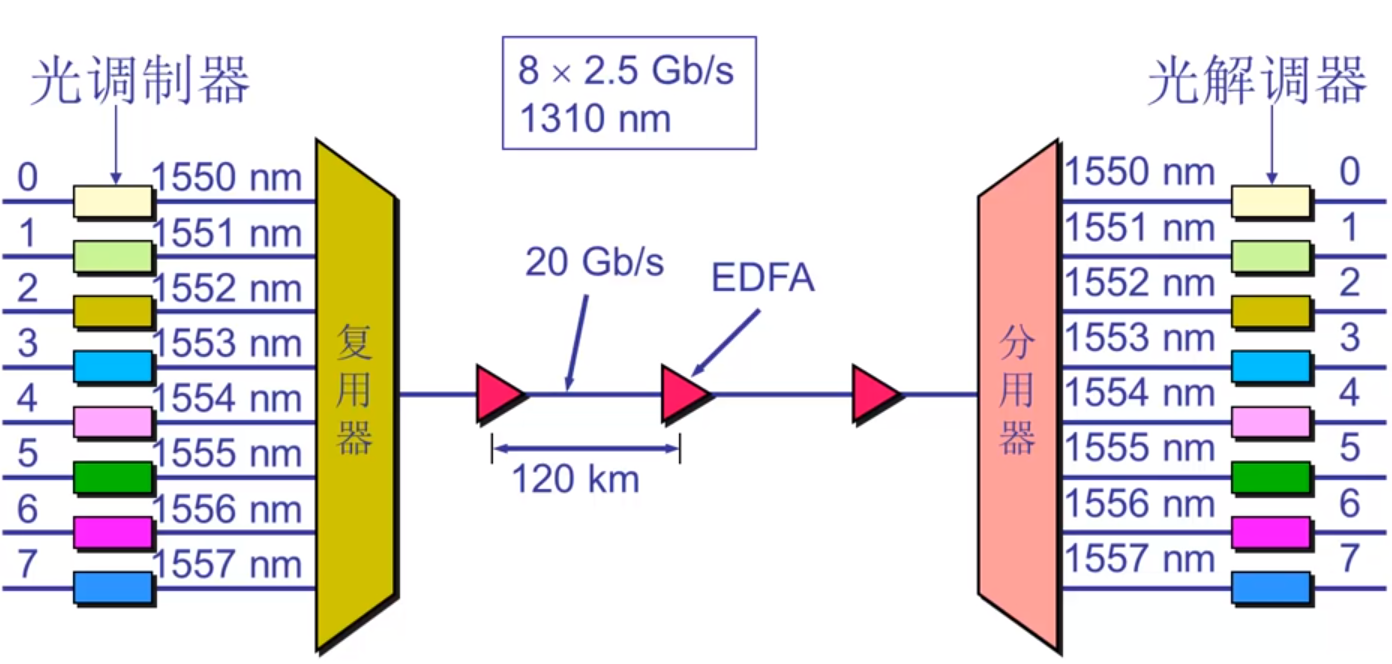 光调制器
8 × 2.5 Gb/s
1310 nm
光解调器
0 1550 nm
1 1551 nm
2 1552 nm
3 1553 nm
4 1554 nm
5 1555 nm
6 1556 nm
7 1557 nm
复用器
20 Gb/s
EDFA
120 km
分用器
1550 nm 0
1551 nm 1
1552 nm 2
1553 nm 3
1554 nm 4
1555 nm 5
1556 nm 6
1557 nm 7